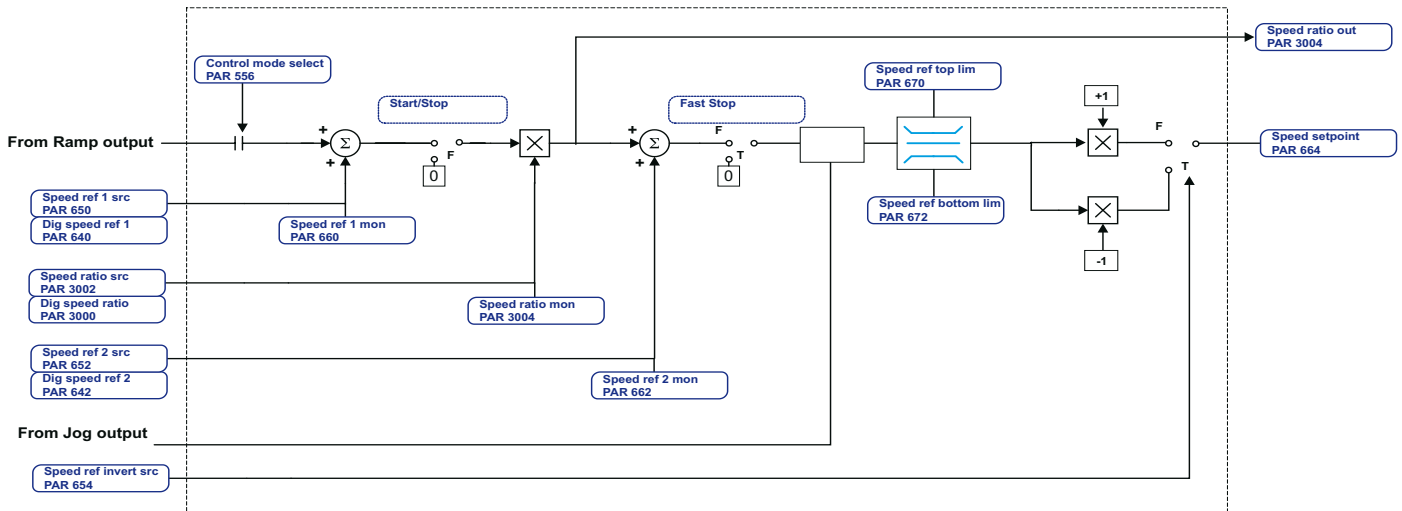 Speed ratio out
PAR 3004
Control mode select
PAR 556
Speed ref top lim
PAR 670
Start/Stop
Fast Stop
+1
From Ramp output
+
Σ
+
F
0
+
Σ
+
F
T
0
F
T
Speed setpoint
PAR 664
Speed ref 1 src
PAR 650
Dig speed ref 1
PAR 640
Speed ref 1 mon
PAR 660
Speed ref bottom lim
PAR 672
-1
Speed ratio src
PAR 3002
Dig speed ratio
PAR 3000
Speed ratio mon
PAR 3004
Speed ref 2 src
PAR 652
Dig speed ref 2
PAR 642
Speed ref 2 mon
PAR 662
From Jog output
Speed ref invert src
PAR 654